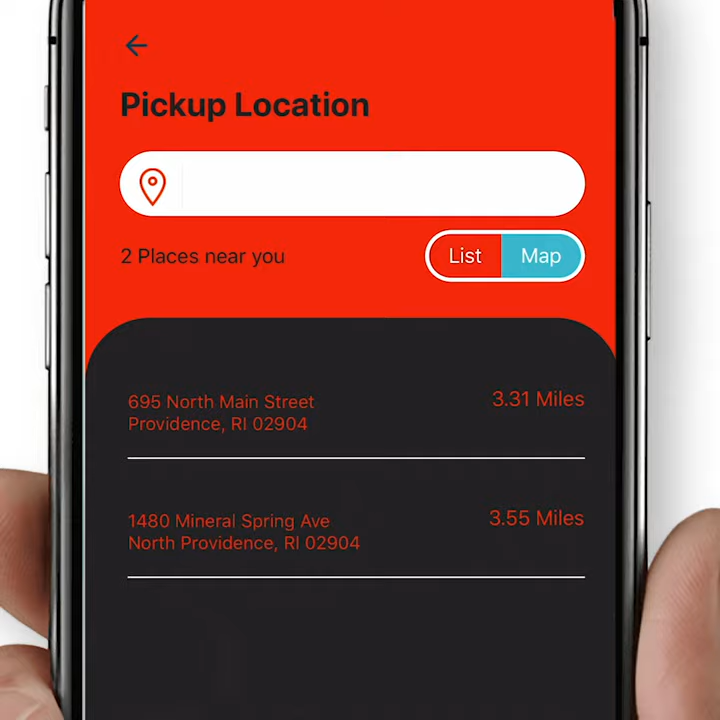 Pickup Location
2 Places near you
List
Map
695 North Main Street
3.31 Miles
Providence, RI 02904
1480 Mineral Spring Ave
3.55 Miles
North Providence, RI 02904